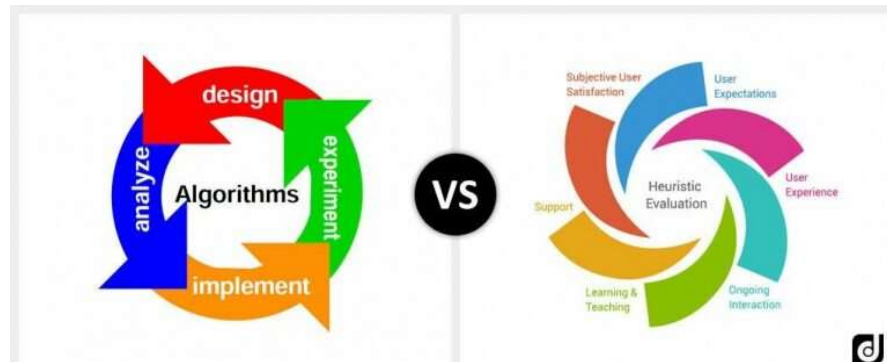 design
experiment
analyze
Algorithms
implement
VS
Subjective User
Satisfaction
User
Expectations
User
Experience
Heuristic
Evaluation
Support
Learning &
Teaching
Ongoing
Interaction
d